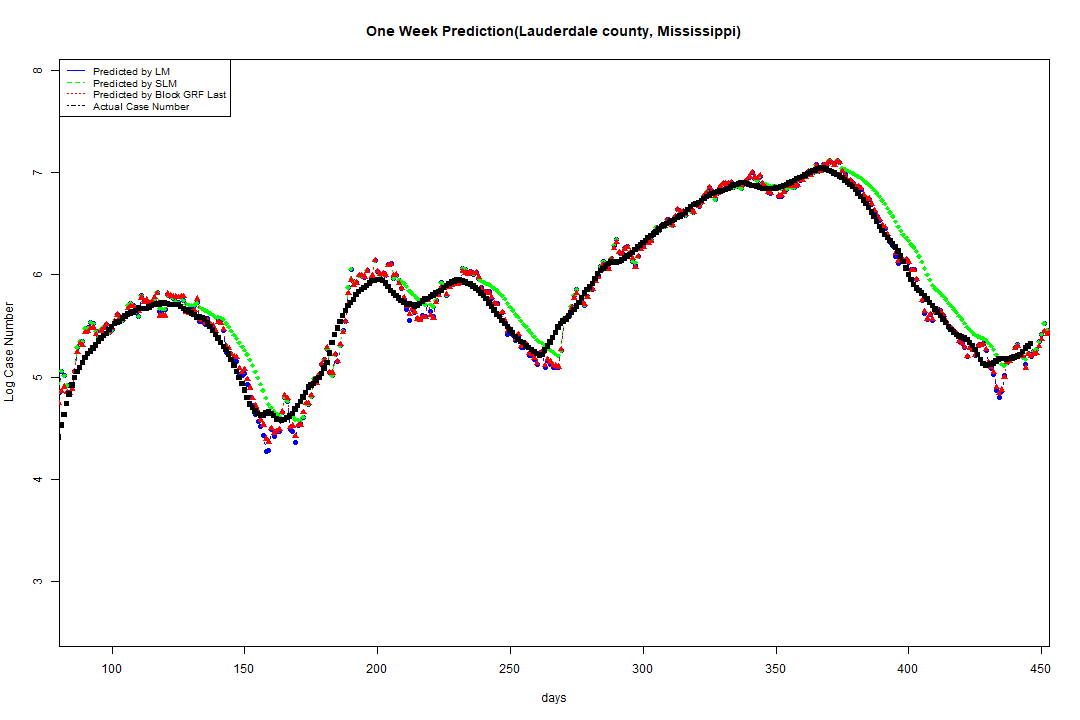 One Week Prediction(Lauderdale county, Mississippi)
Predicted by LM
Predicted by SLM
Predicted by Block GRF Last
Actual Case Number
8
7
6
5
4
3
Log Case Number
100 150 200 250 300 350 400 450
days